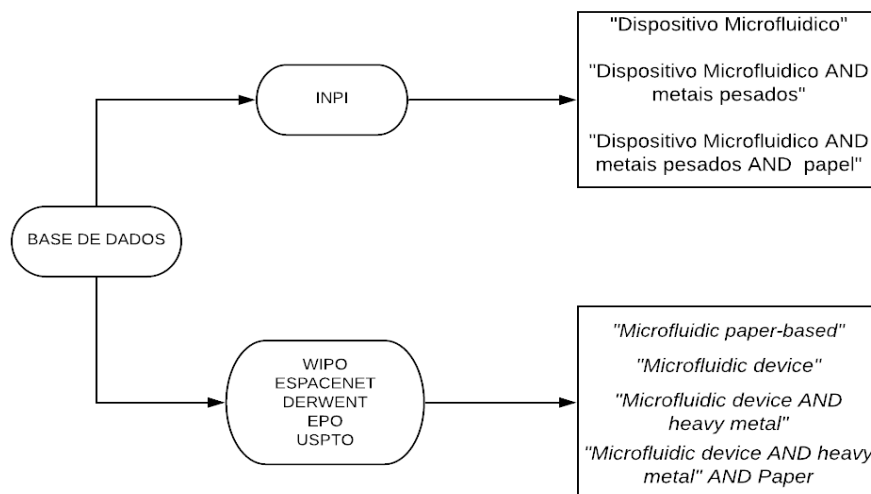 "Dispositivo Microfluidico"
"Dispositivo Microfluidico AND
metais pesados"
"Dispositivo Microfluidico AND
metais pesados AND papel"
INPI
BASE DE DADOS
WIPO
ESPACENET
DERWENT
EPO
USPTO
"Microfluidic paper-based"
"Microfluidic device"
"Microfluidic device AND
heavy metal"
"Microfluidic device AND heavy
metal" AND Paper